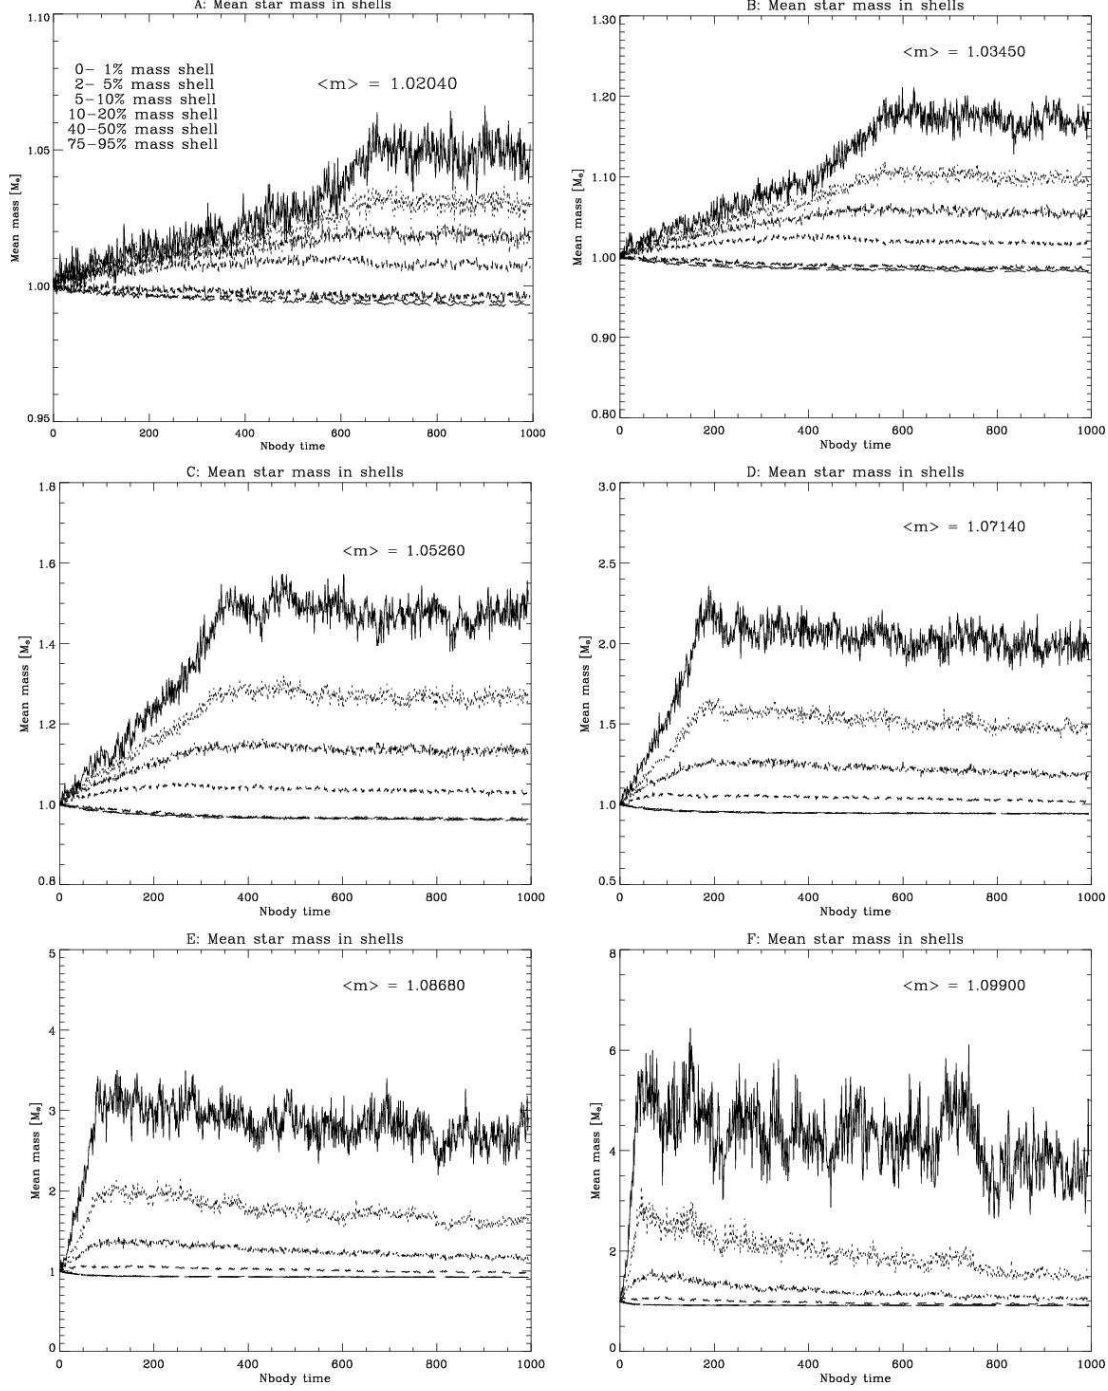 A: Mean star mass in shells
1.10
0- 1% mass shell
2- 5% mass shell
5-10% mass shell
10-20% mass shell
40-50% mass shell
75-95% mass shell
<m> = 1.02040
1.05
1.00
0.95
Mean mass [M⊙]
0 200 400 600 800 1000
Nbody time
B: Mean star mass in shells
1.30
<m> = 1.03450
1.20
1.10
1.00
0.90
0.80
Mean mass [M⊙]
0 200 400 600 800 1000
Nbody time
C: Mean star mass in shells
1.8
<m> = 1.05260
1.6
1.4
1.2
1.0
0.8
Mean mass [M⊙]
0 200 400 600 800 1000
Nbody time
D: Mean star mass in shells
3.0
<m> = 1.07140
2.5
2.0
1.5
1.0
0.5
Mean mass [M⊙]
0 200 400 600 800 1000
Nbody time
E: Mean star mass in shells
5
<m> = 1.08680
4
3
2
1
0
Mean mass [M⊙]
0 200 400 600 800 1000
Nbody time
F: Mean star mass in shells
8
<m> = 1.09900
6
4
2
0
Mean mass [M⊙]
0 200 400 600 800 1000
Nbody time